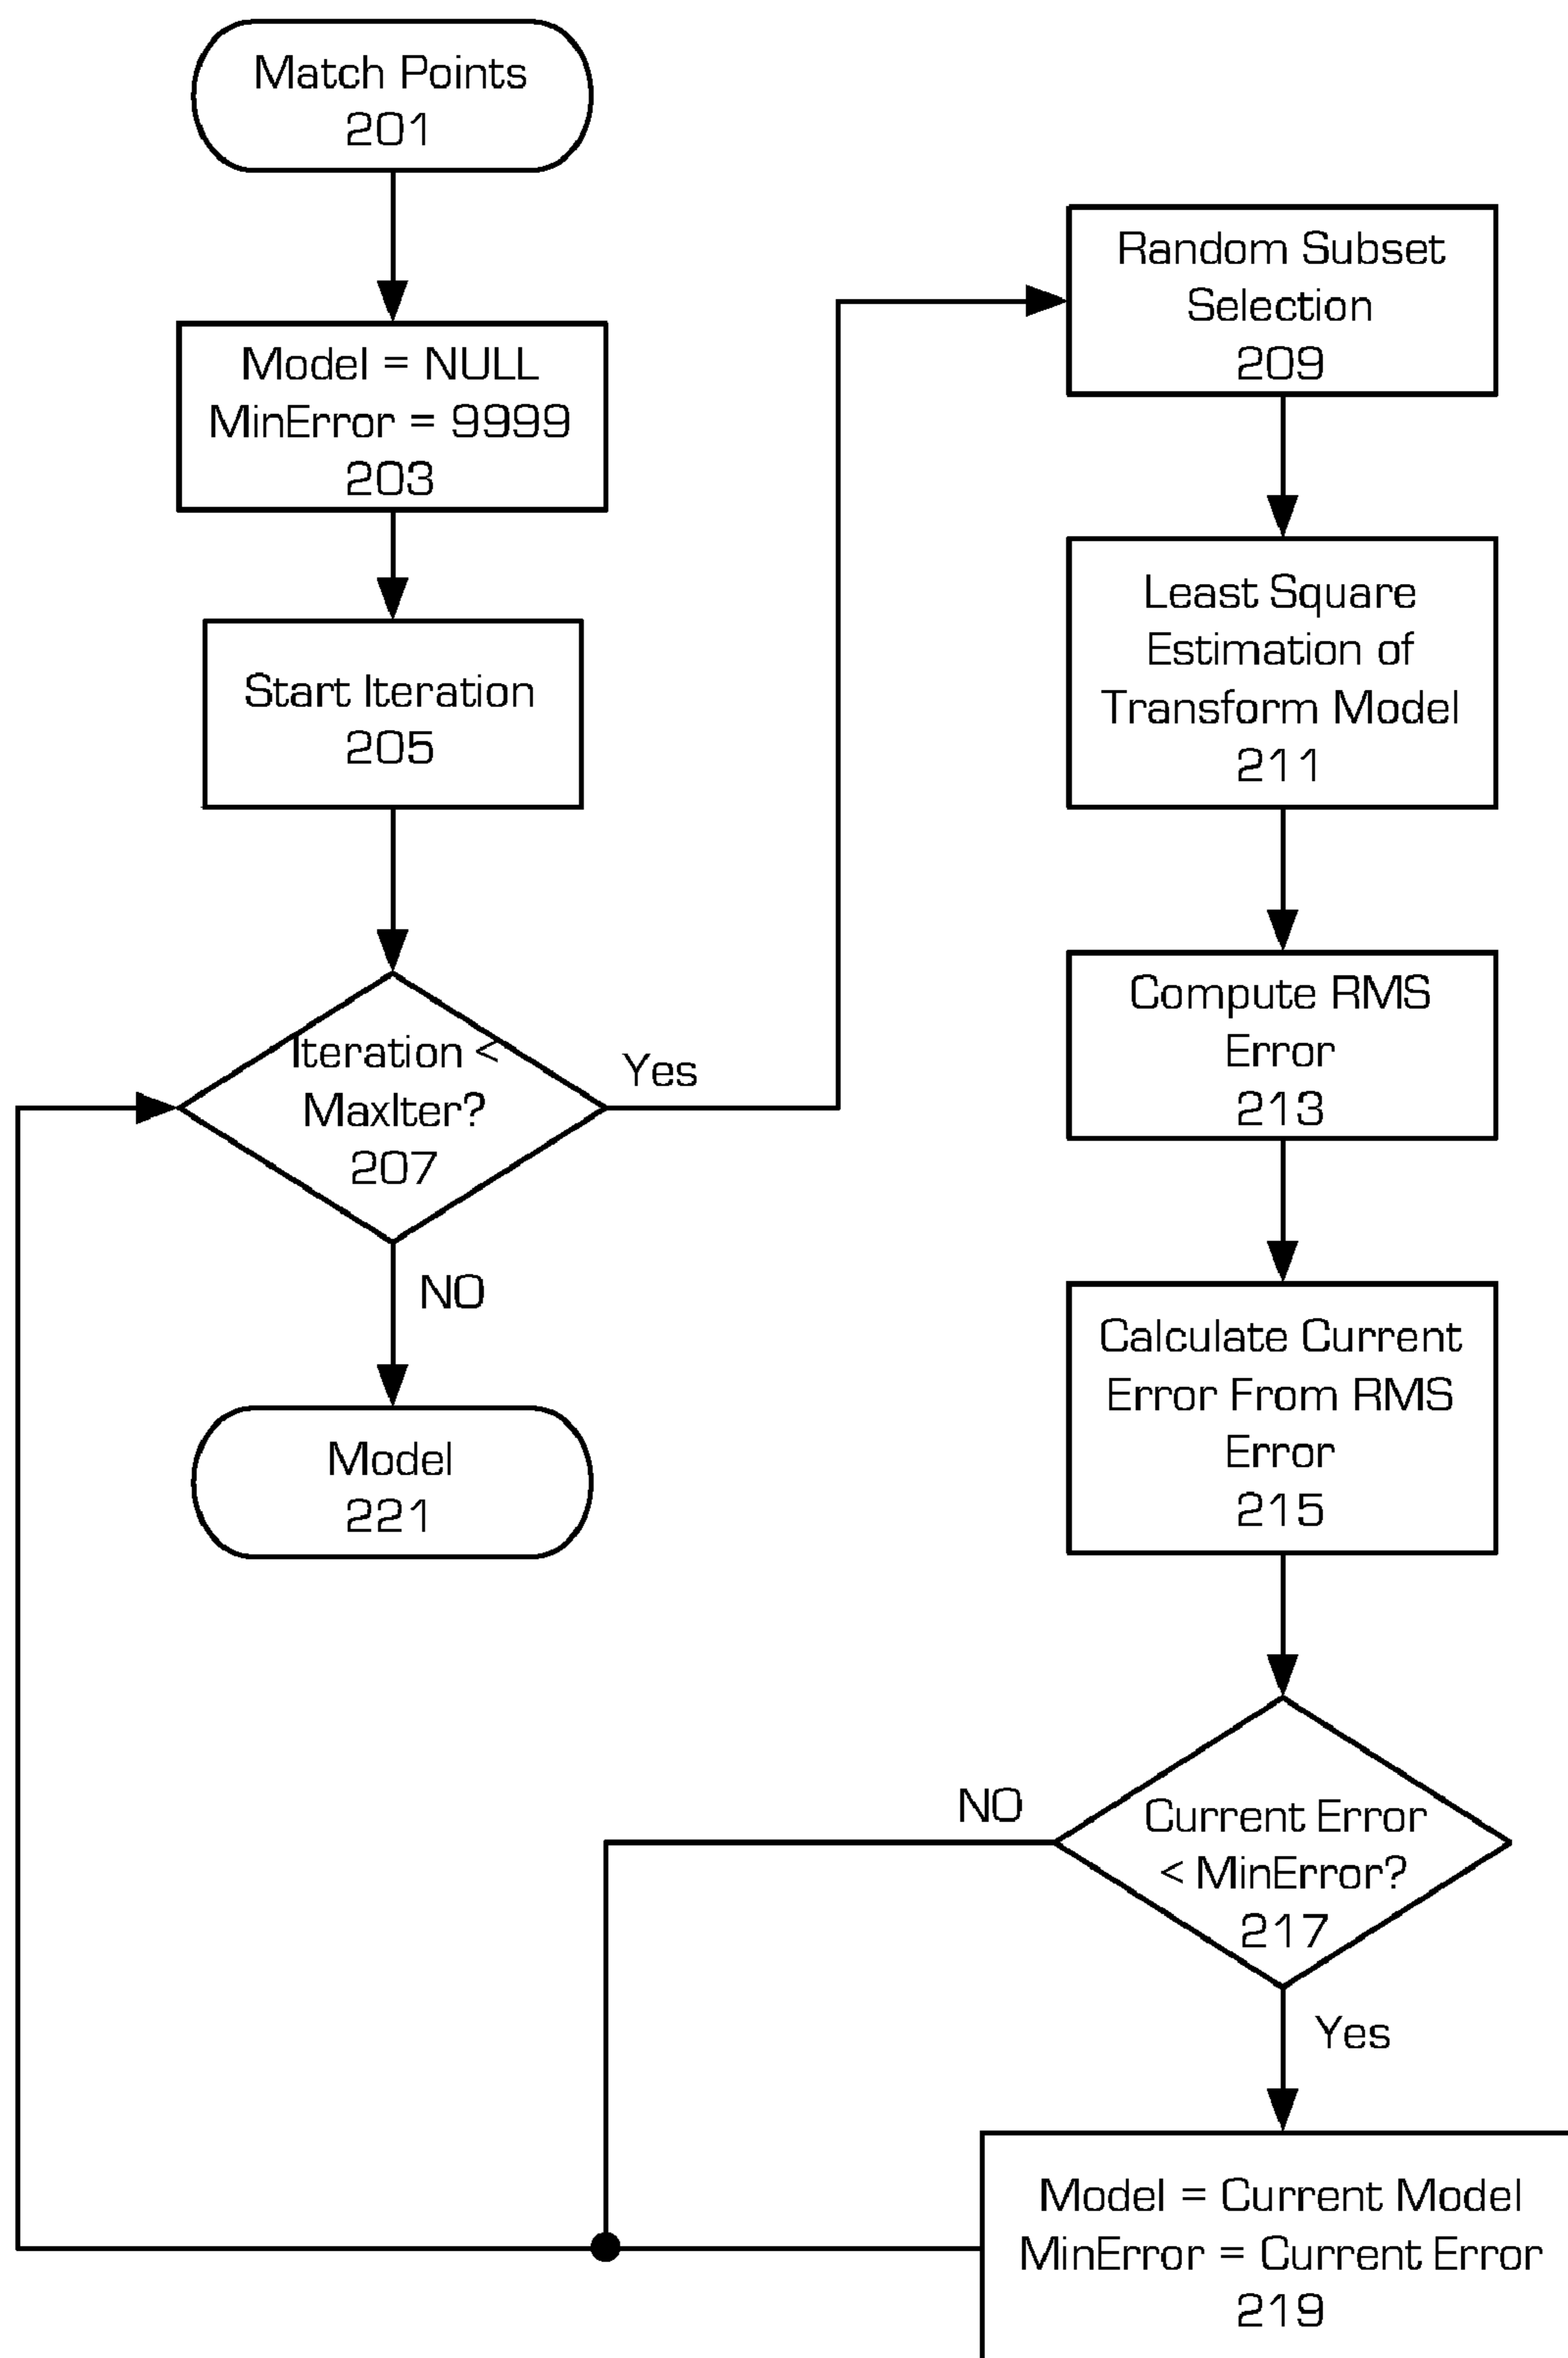 Match Points
201
Model = NULL
MinError = 9999
203
Start Iteration
205
Iteration <
MaxIter?
207
Yes
NO
Model
221
Random Subset
Selection
209
Least Square
Estimation of
Transform Model
211
Compute RMS
Error
213
Calculate Current
Error From RMS
Error
215
NO
Current Error
< MinError?
217
Yes
Model = Current Model
MinError = Current Error
219